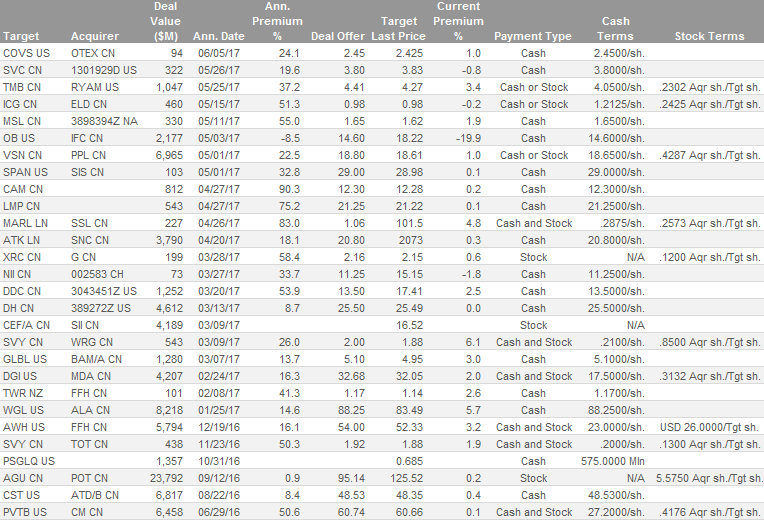 Deal Ann. Current
Value Premium Target Premium Cash
Target Acquirer ($M) Ann. Date % Deal Offer Last Price % Payment Type Terms Stock Terms
COVS US OTEX CN 94 06/05/17 24.1 2.45 2.425 1.0 Cash 2.4500/sh.
SVC CN 1301929D US 322 05/26/17 19.6 3.80 3.83 -0.8 Cash 3.8000/sh.
TMB CN RYAM US 1,047 05/25/17 37.2 4.41 4.27 3.4 Cash or Stock 4.0500/sh. .2302 Aqr sh./Tgt sh.
ICG CN ELD CN 460 05/15/17 51.3 0.98 0.98 -0.2 Cash or Stock 1.2125/sh. .2425 Aqr sh./Tgt sh.
MSL CN 3898394Z NA 330 05/11/17 55.0 1.65 1.62 1.9 Cash 1.6500/sh.
OB US IFC CN 2,177 05/03/17 -8.5 14.60 18.22 -19.9 Cash 14.6000/sh.
VSN CN PPL CN 6,965 05/01/17 22.5 18.80 18.61 1.0 Cash or Stock 18.6500/sh. .4287 Aqr sh./Tgt sh.
SPAN US SIS CN 103 05/01/17 32.8 29.00 28.98 0.1 Cash 29.0000/sh.
CAM CN 812 04/27/17 90.3 12.30 12.28 0.2 Cash 12.3000/sh.
LMP CN 543 04/27/17 75.2 21.25 21.22 0.1 Cash 21.2500/sh.
MARL LN SSL CN 227 04/26/17 83.0 1.06 101.5 4.8 Cash and Stock .2875/sh. .2573 Aqr sh./Tgt sh.
ATK LN SNC CN 3,790 04/20/17 18.1 20.80 2073 0.3 Cash 20.8000/sh.
XRC CN G CN 199 03/28/17 58.4 2.16 2.15 0.6 Stock N/A .1200 Aqr sh./Tgt sh.
NII CN 002583 CH 73 03/27/17 33.7 11.25 15.15 -1.8 Cash 11.2500/sh.
DDC CN 3043451Z US 1,252 03/20/17 53.9 13.50 17.41 2.5 Cash 13.5000/sh.
DH CN 389272Z US 4,612 03/13/17 8.7 25.50 25.49 0.0 Cash 25.5000/sh.
CEF/A CN SII CN 4,189 03/09/17 16.52 Stock N/A
SVY CN WRG CN 543 03/09/17 26.0 2.00 1.88 6.1 Cash and Stock .2100/sh. .8500 Aqr sh./Tgt sh.
GLBL US BAM/A CN 1,280 03/07/17 13.7 5.10 4.95 3.0 Cash 5.1000/sh.
DGI US MDA CN 4,207 02/24/17 16.3 32.68 32.05 2.0 Cash and Stock 17.5000/sh. .3132 Aqr sh./Tgt sh.
TWR NZ FFH CN 101 02/08/17 41.3 1.17 1.14 2.6 Cash 1.1700/sh.
WGL US ALA CN 8,218 01/25/17 14.6 88.25 83.49 5.7 Cash 88.2500/sh.
AWH US FFH CN 5,794 12/19/16 16.1 54.00 52.33 3.2 Cash and Stock 23.0000/sh. USD 26.0000/Tgt sh.
SVY CN TOT CN 438 11/23/16 50.3 1.92 1.88 1.9 Cash and Stock .2000/sh. .1300 Aqr sh./Tgt sh.
PSGLQ US 1,357 10/31/16 0.685 Cash 575.0000 Mln
AGU CN POT CN 23,792 09/12/16 0.9 95.14 125.52 0.2 Stock N/A 5.5750 Aqr sh./Tgt sh.
CST US ATD/B CN 6,817 08/22/16 8.4 48.53 48.35 0.4 Cash 48.5300/sh.
PVTB US CM CN 6,458 06/29/16 50.6 60.74 60.66 0.1 Cash and Stock 27.2000/sh. .4176 Aqr sh./Tgt sh.